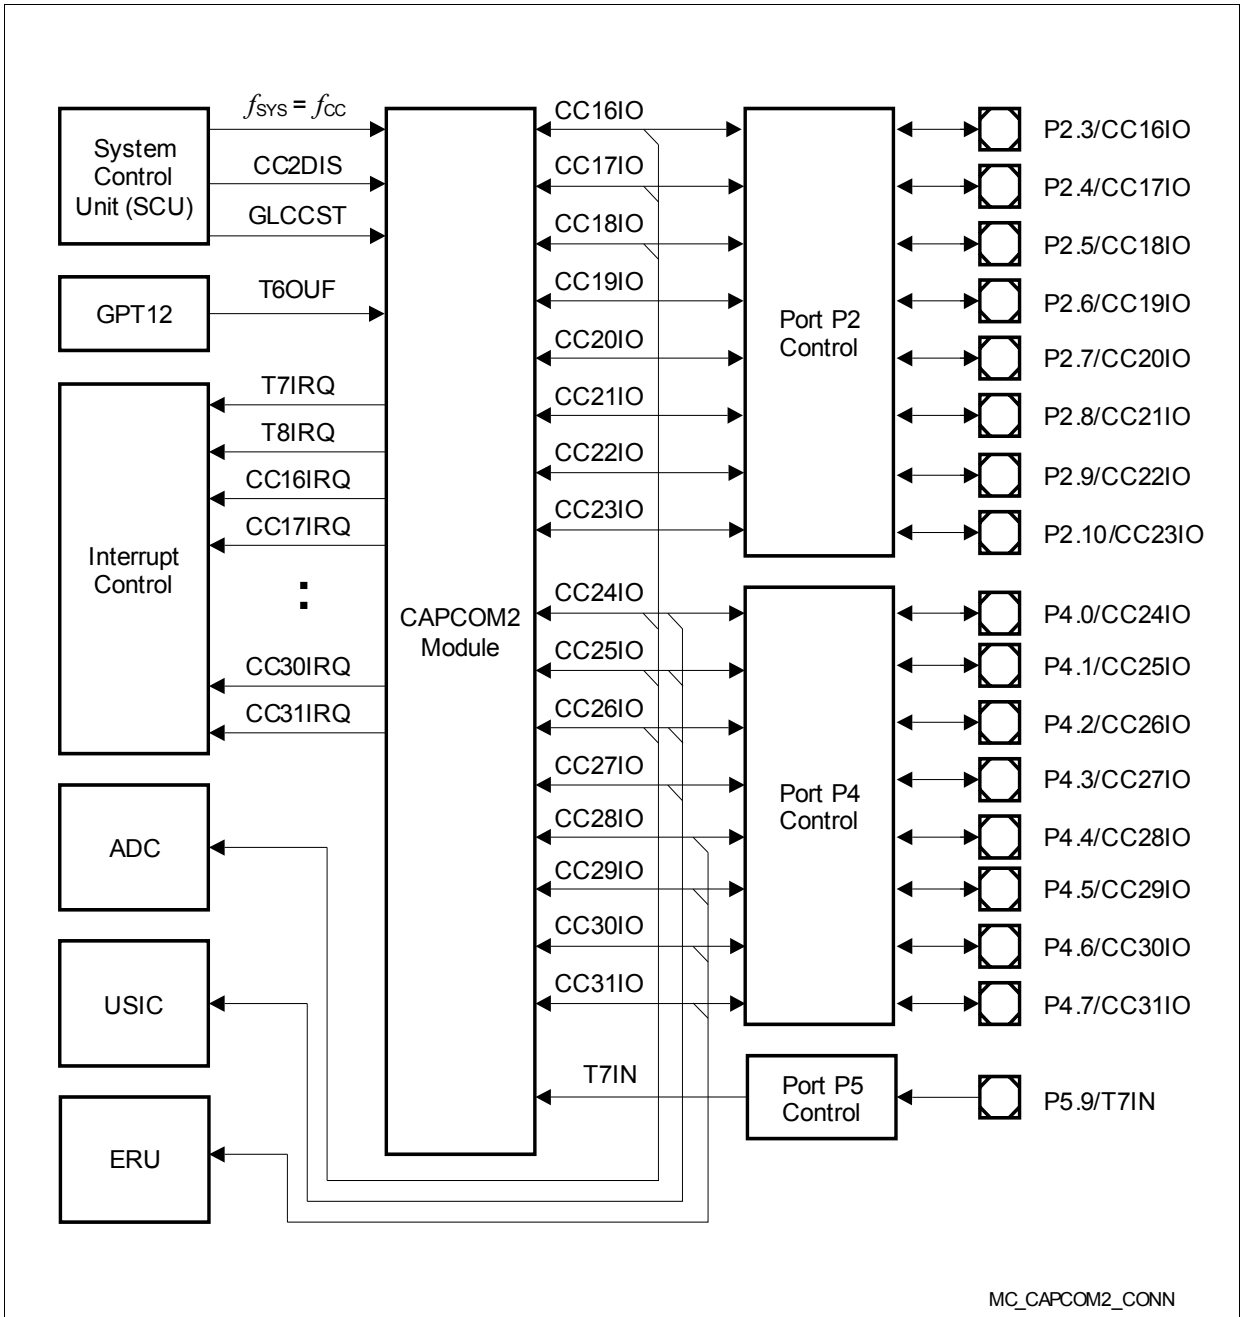 fSYS = fCC
System
Control
Unit (SCU)
CC2DIS
GLCCST
GPT12
T6OUF
Interrupt
Control
T7IRQ
T8IRQ
CC16IRQ
CC17IRQ
:
CC30IRQ
CC31IRQ
ADC
USIC
ERU
CAPCOM2
Module
CC16IO
CC17IO
CC18IO
CC19IO
CC20IO
CC21IO
CC22IO
CC23IO
CC24IO
CC25IO
CC26IO
CC27IO
CC28IO
CC29IO
CC30IO
CC31IO
T7IN
Port P2
Control
Port P4
Control
Port P5
Control
P2.3/CC16IO
P2.4/CC17IO
P2.5/CC18IO
P2.6/CC19IO
P2.7/CC20IO
P2.8/CC21IO
P2.9/CC22IO
P2.10/CC23IO
P4.0/CC24IO
P4.1/CC25IO
P4.2/CC26IO
P4.3/CC27IO
P4.4/CC28IO
P4.5/CC29IO
P4.6/CC30IO
P4.7/CC31IO
P5.9/T7IN
MC_CAPCOM2_CONN